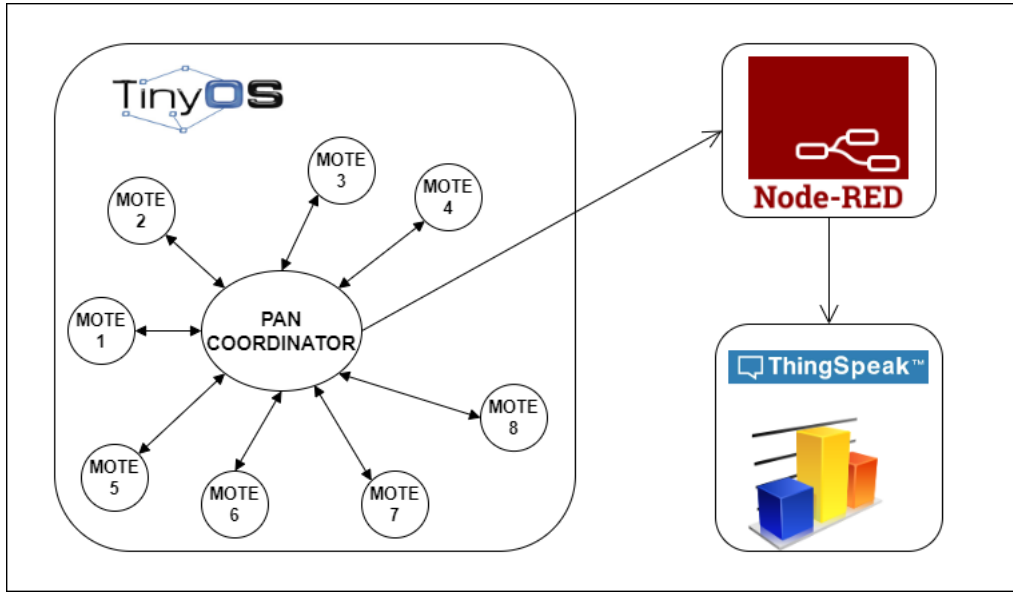 TinyOS
MOTE
3
MOTE
4
MOTE
2
MOTE
1
PAN
COORDINATOR
MOTE
8
MOTE
5
MOTE
6
MOTE
7
Node-RED
ThingSpeak™